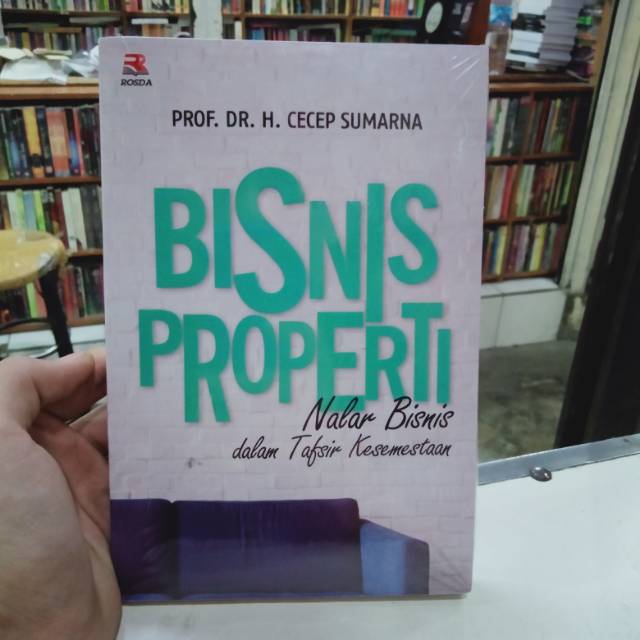 ROSDA
PROF. DR. H. CECEP SUMARNA
BISNIS
PROPERTI
Nalar Bisnis
dalam Tafsir Kesemestaan